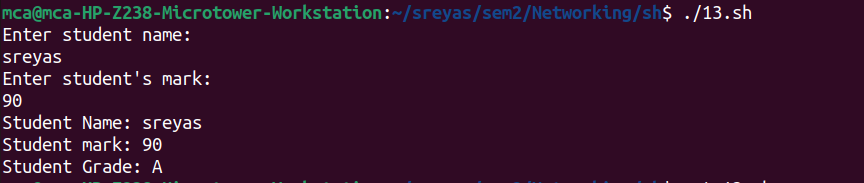 mca@mca-HP-Z238-Microtower-Workstation:~/sreyas/sem2/Networking/sh$ ./13.sh
Enter student name:
sreyas
Enter student's mark:
90
Student Name: sreyas
Student mark: 90
Student Grade: A